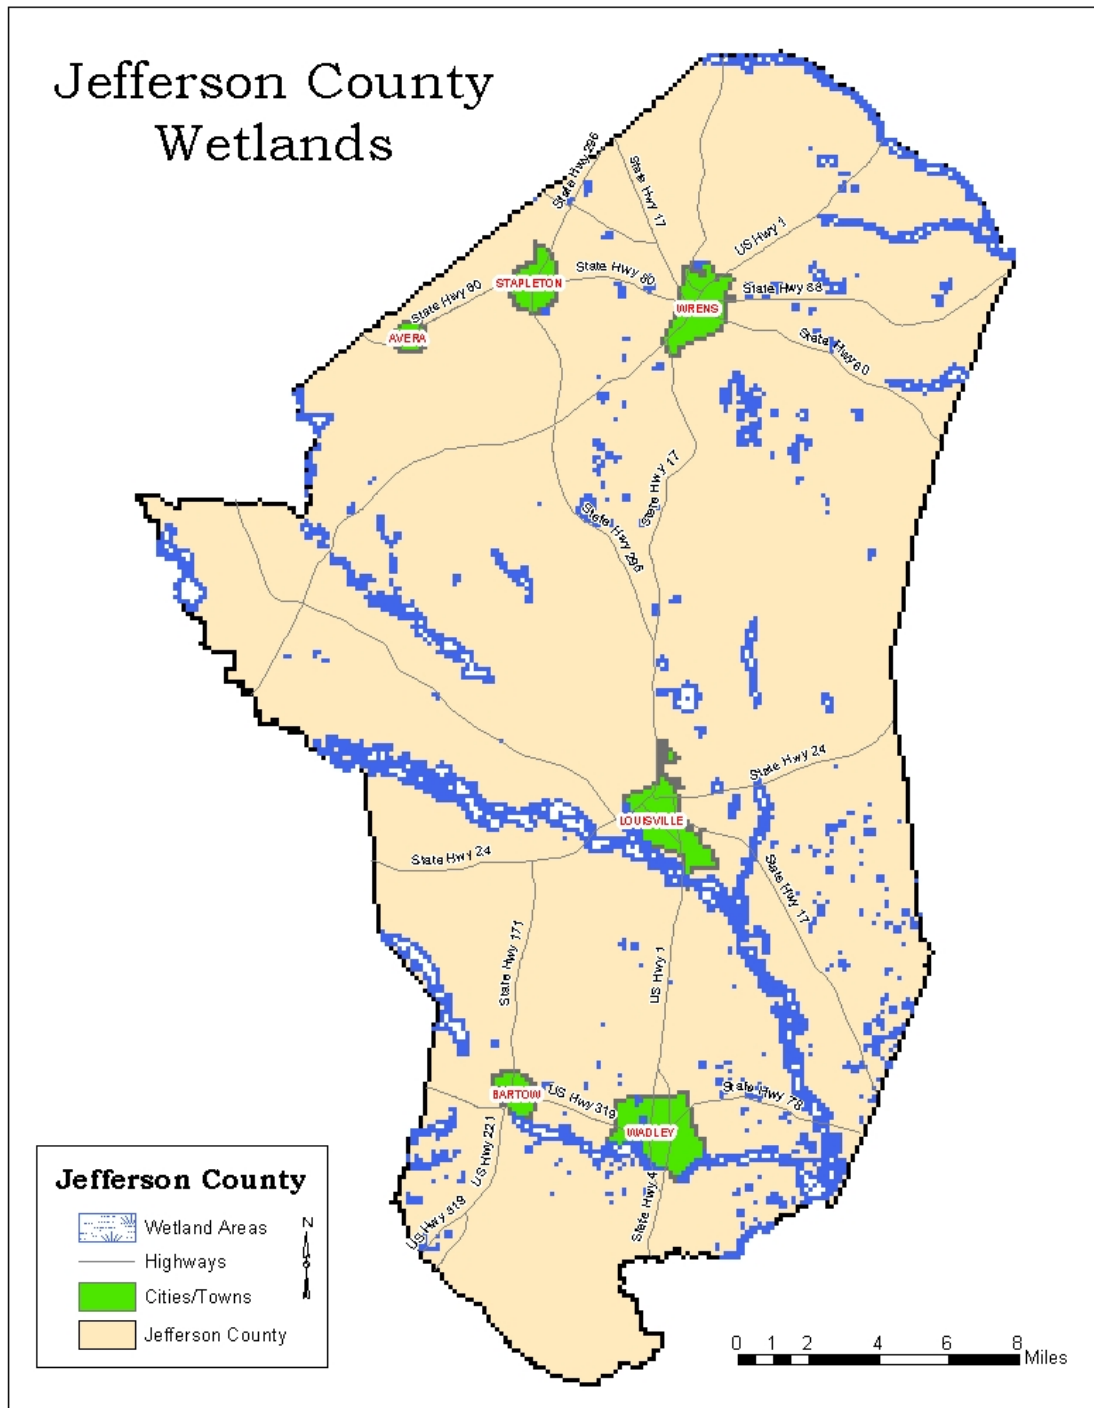 Jefferson County
Wetlands
State Hwy 296
State Hwy 17
US Hwy 1
State Hwy 80
STAPLETON
State Hwy 80
State Hwy 88
WRENS
AVERA
State Hwy 80
State Hwy 17
State Hwy 296
State Hwy 24
LOUISVILLE
State Hwy 24
State Hwy 17
State Hwy 171
US Hwy 1
BARTOW
US Hwy 319
State Hwy 78
WADLEY
US Hwy 221
State Hwy 4
US Hwy 319
Jefferson County
Wetland Areas
N
Highways
Cities/Towns
Jefferson County
0 1 2 4 6 8
Miles